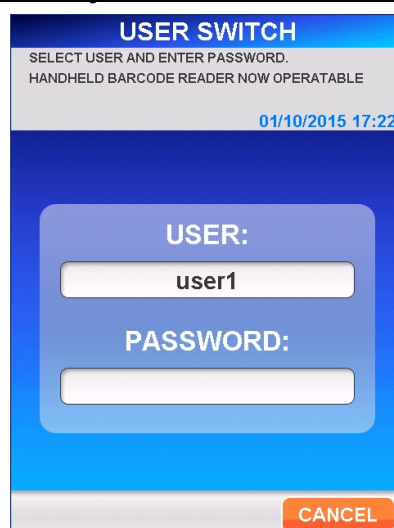 USER SWITCH
SELECT USER AND ENTER PASSWORD.
HANDHELD BARCODE READER NOW OPERATABLE
01/10/2015 17:22
USER:
user1
PASSWORD:
CANCEL